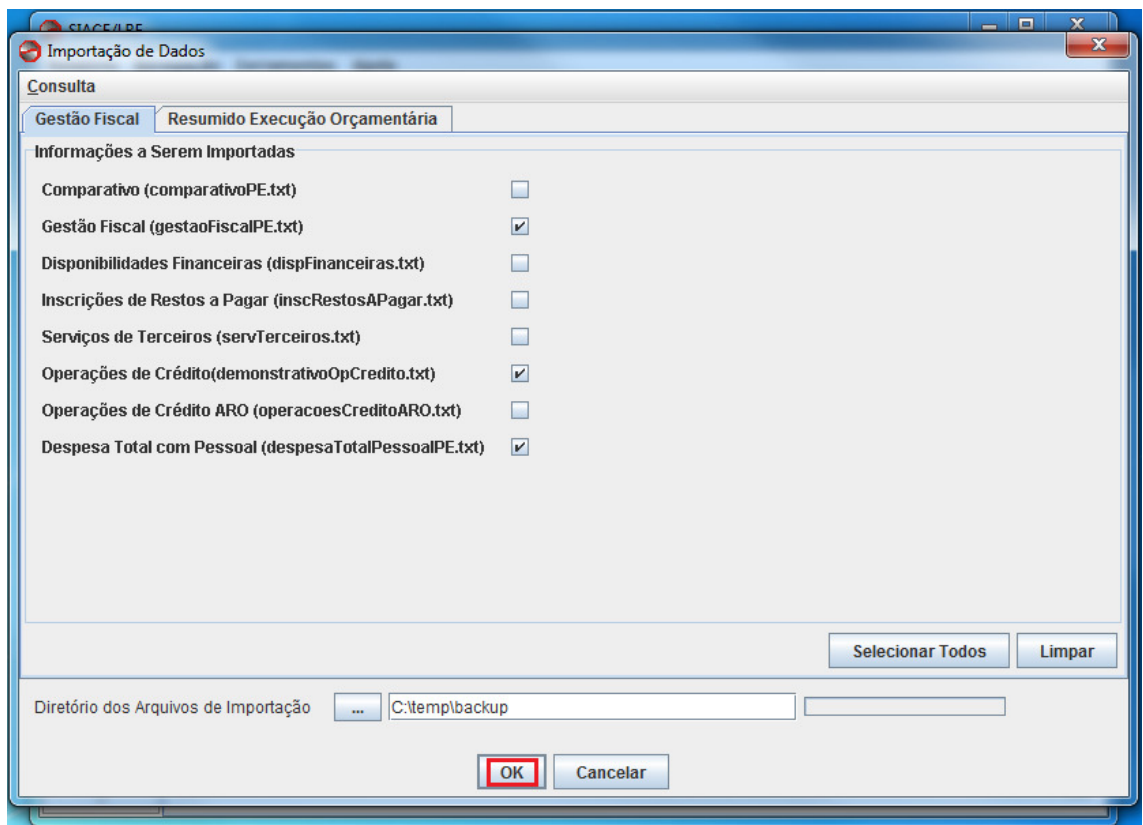 SIACE/LRF
Importação de Dados
Consulta
Gestão Fiscal
Resumido Execução Orçamentária
Informações a Serem Importadas
Comparativo (comparativoPE.txt)
Gestão Fiscal (gestaoFiscalPE.txt)
Disponibilidades Financeiras (dispFinanceiras.txt)
Inscrições de Restos a Pagar (inscRestosAPagar.txt)
Serviços de Terceiros (servTerceiros.txt)
Operações de Crédito(demonstrativoOpCredito.txt)
Operações de Crédito ARO (operacoesCreditoARO.txt)
Despesa Total com Pessoal (despesaTotalPessoalPE.txt)
Selecionar Todos
Limpar
Diretório dos Arquivos de Importação ... C:\temp\backup
OK
Cancelar